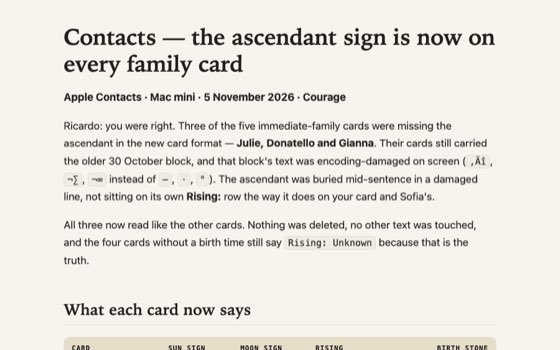 Contacts — the ascendant sign is now on
every family card
Apple Contacts · Mac mini · 5 November 2026 · Courage
Ricardo: you were right. Three of the five immediate-family cards were missing the
ascendant in the new card format — Julie, Donatello and Gianna. Their cards still carried
the older 30 October block, and that block's text was encoding-damaged on screen ( ‚Äî ,
¬∑ , ¬∞ instead of — , · , ° ). The ascendant was buried mid-sentence in a damaged
line, not sitting on its own Rising: row the way it does on your card and Sofia's.
All three now read like the other cards. Nothing was deleted, no other text was touched,
and the four cards without a birth time still say Rising: Unknown because that is the
truth.
What each card now says
CARD SUN SIGN MOON SIGN RISING BIRTH STONE